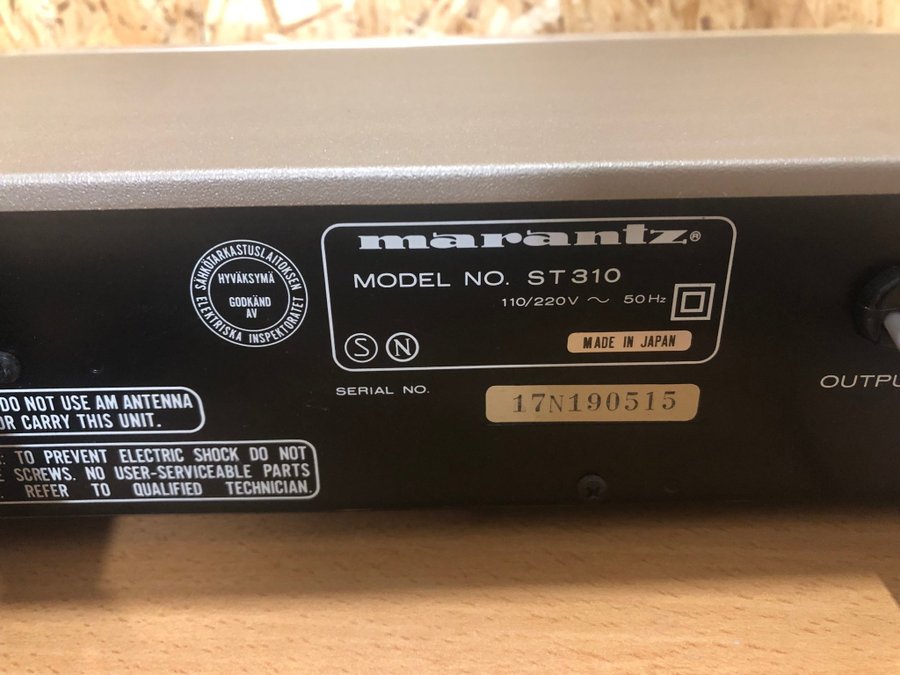 SÄHKÖTARKASTUSLAITOKSEN
HYVÄKSYMÄ
GODKÄND
AV
ELEKTRISKA INSPEKTORATET
marantz®
MODEL NO. ST310
110/220V ~ 50Hz
S N
MADE IN JAPAN
SERIAL NO.
17N190515
DO NOT USE AM ANTENNA
OR CARRY THIS UNIT.
TO PREVENT ELECTRIC SHOCK DO NOT
SCREWS. NO USER-SERVICEABLE PARTS
REFER TO QUALIFIED TECHNICIAN.